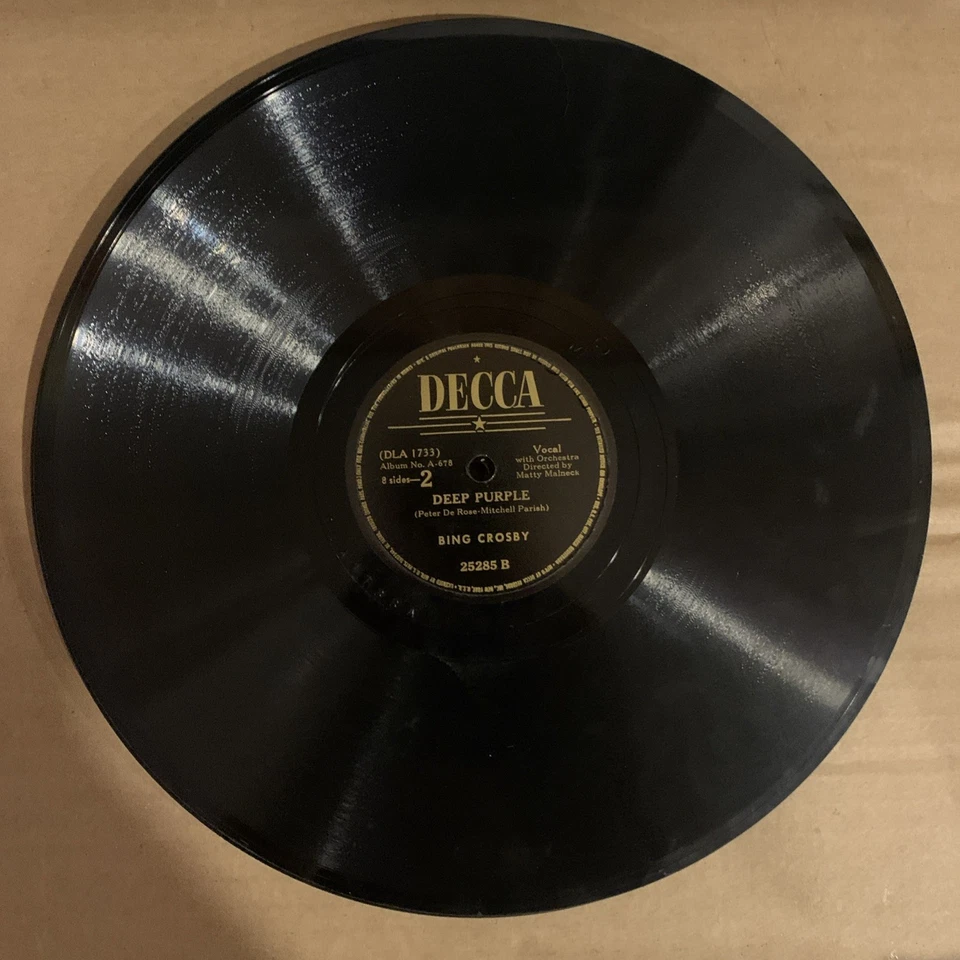 DECCA
(DLA 1733)
Album No. A-678
8 sides—2
Vocal
with Orchestra
Directed by
Matty Malneck
DEEP PURPLE
(Peter De Rose-Mitchell Parish)
BING CROSBY
25285 B